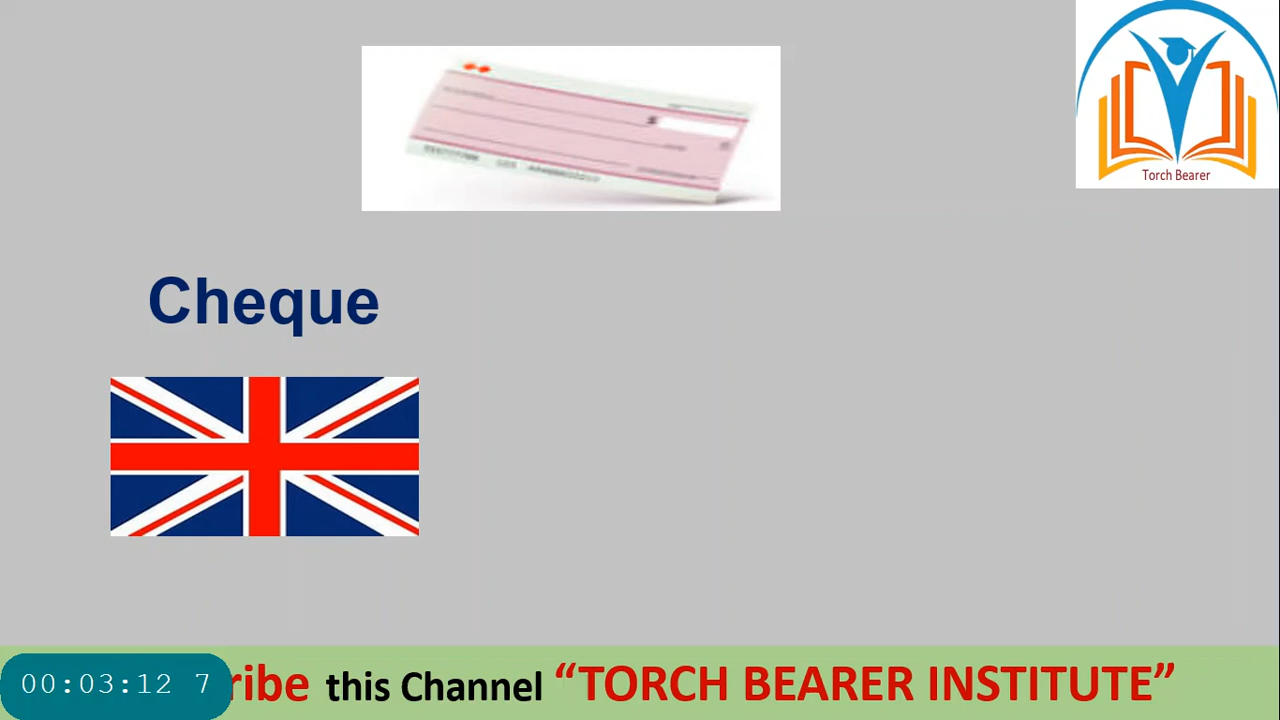 Torch Bearer
Cheque
00:03:12 7
ribe this Channel “TORCH BEARER INSTITUTE”